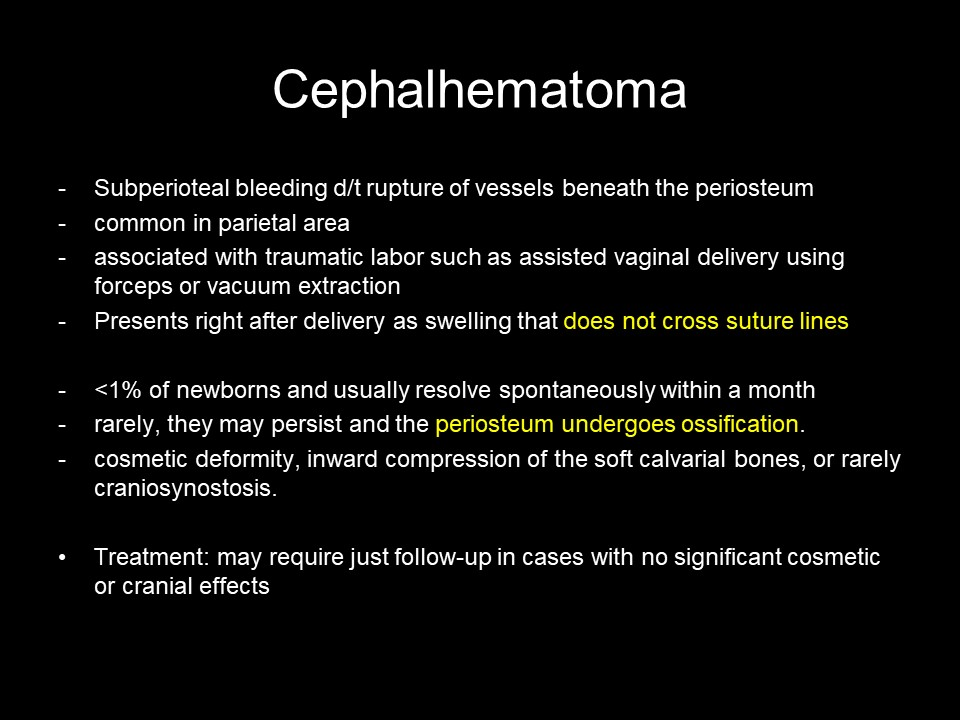 Cephalhematoma
- Subperioteal bleeding d/t rupture of vessels beneath the periosteum
- common in parietal area
- associated with traumatic labor such as assisted vaginal delivery using
forceps or vacuum extraction
- Presents right after delivery as swelling that does not cross suture lines
- <1% of newborns and usually resolve spontaneously within a month
- rarely, they may persist and the periosteum undergoes ossification.
- cosmetic deformity, inward compression of the soft calvarial bones, or rarely
craniosynostosis.
• Treatment: may require just follow-up in cases with no significant cosmetic
or cranial effects